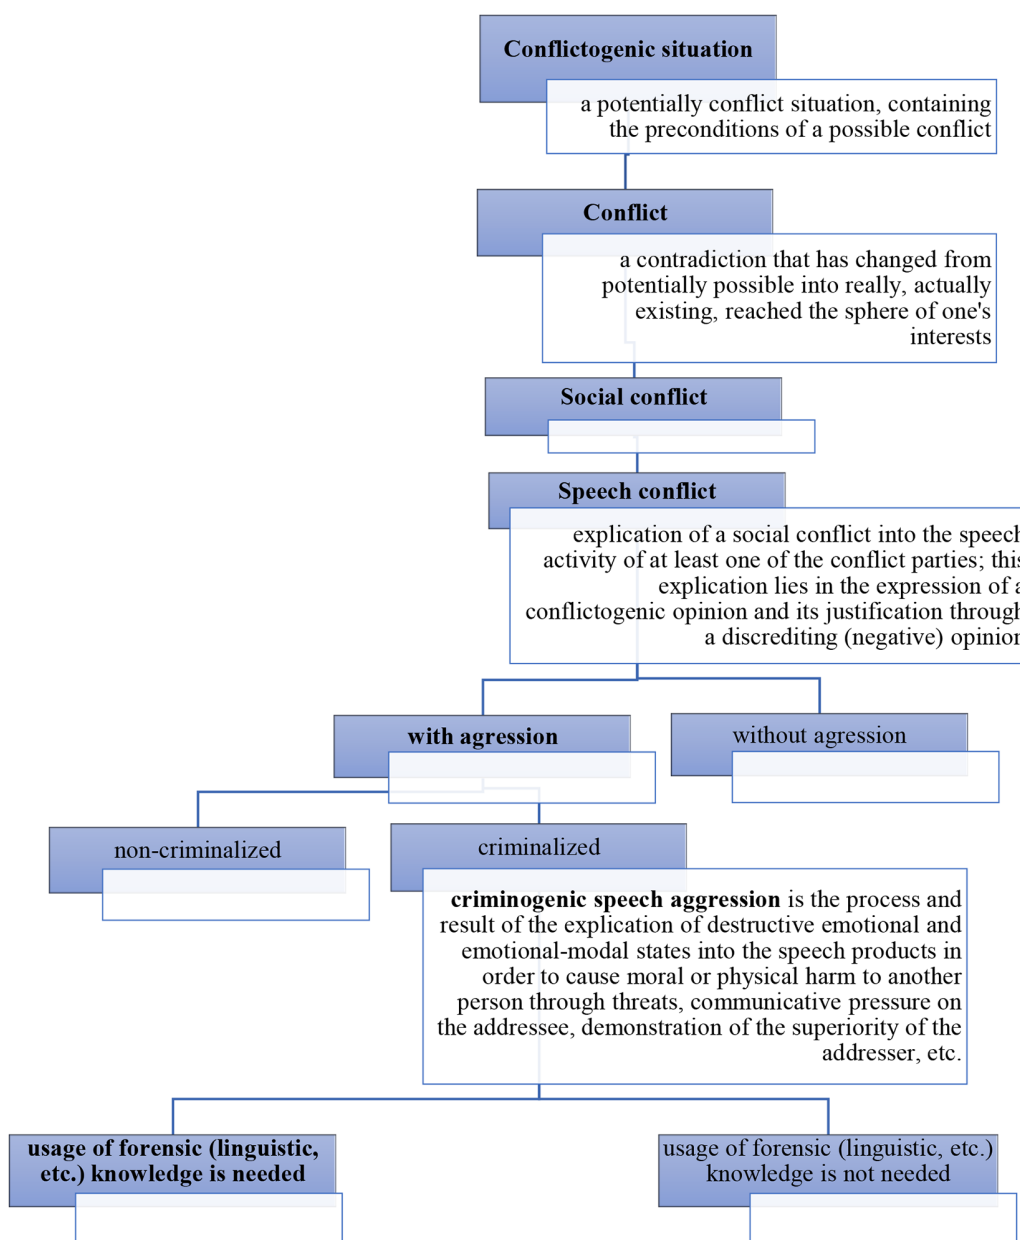 Conflictogenic situation
a potentially conflict situation, containing
the preconditions of a possible conflict
Conflict
a contradiction that has changed from
potentially possible into really, actually
existing, reached the sphere of one's
interests
Social conflict
Speech conflict
explication of a social conflict into the speech
activity of at least one of the conflict parties; this
explication lies in the expression of a
conflictogenic opinion and its justification through
a discrediting (negative) opinion
with agression
without agression
non-criminalized
criminalized
criminogenic speech aggression is the process and
result of the explication of destructive emotional and
emotional-modal states into the speech products in
order to cause moral or physical harm to another
person through threats, communicative pressure on
the addressee, demonstration of the superiority of the
addresser, etc.
usage of forensic (linguistic,
etc.) knowledge is needed
usage of forensic (linguistic, etc.)
knowledge is not needed